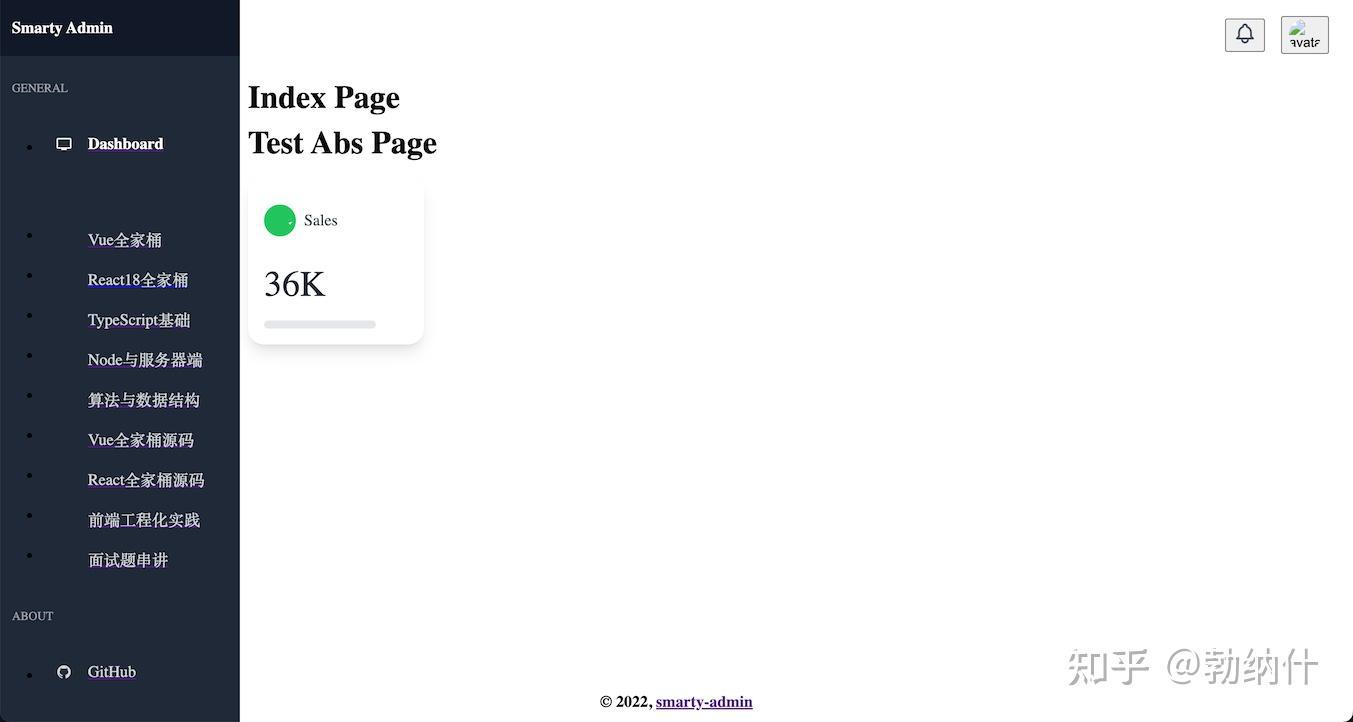 Smarty Admin
GENERAL
Dashboard
Vue全家桶
React18全家桶
TypeScript基础
Node与服务器端
算法与数据结构
Vue全家桶源码
React全家桶源码
前端工程化实践
面试题串讲
ABOUT
GitHub
avata
Index Page
Test Abs Page
Sales
36K
© 2022, smarty-admin
知乎 @勃纳什